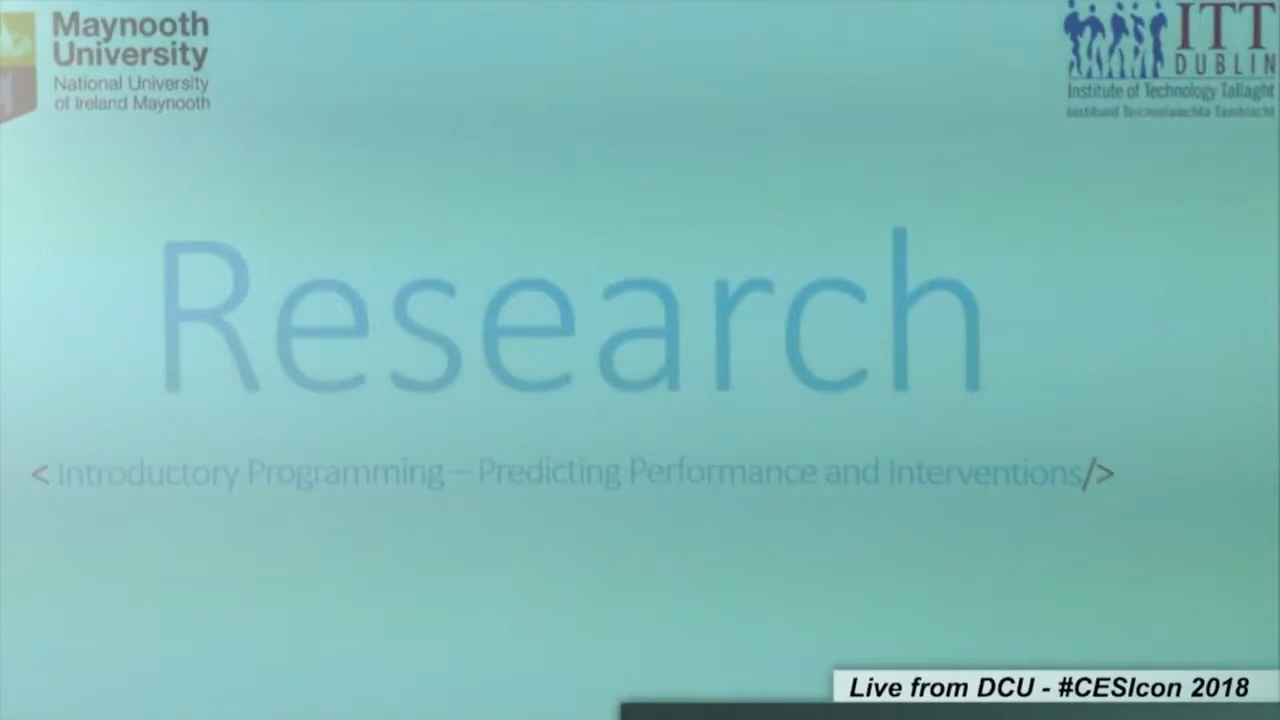 Maynooth
University
National University
of Ireland Maynooth
ITT
DUBLIN
Institute of Technology Tallaght
Research
< Introductory Programming – Predicting Performance and Interventions/>
Live from DCU - #CESIcon 2018